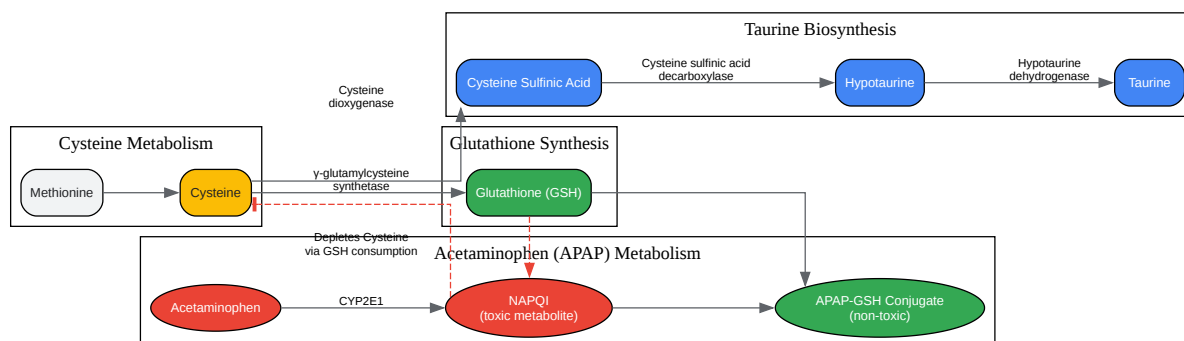 Taurine Biosynthesis
Cysteine Sulfinic Acid
Cysteine sulfinic acid
decarboxylase
Hypotaurine
Hypotaurine
dehydrogenase
Taurine
Cysteine
dioxygenase
Cysteine Metabolism
Glutathione Synthesis
Methionine
Cysteine
γ-glutamylcysteine
synthetase
Glutathione (GSH)
Depletes Cysteine
via GSH consumption
Acetaminophen (APAP) Metabolism
Acetaminophen
CYP2E1
NAPQI
(toxic metabolite)
APAP-GSH Conjugate
(non-toxic)